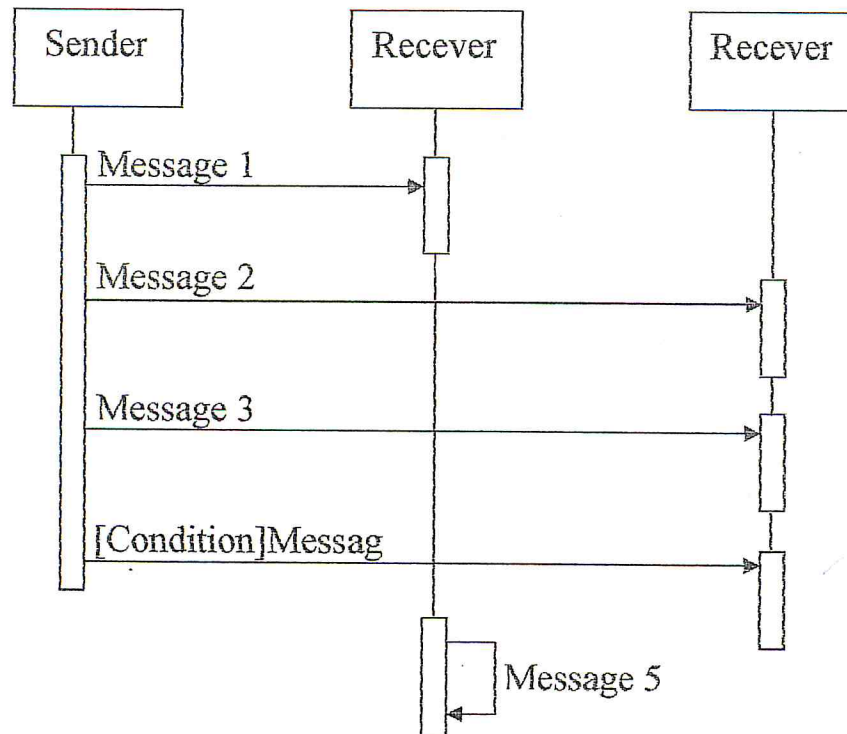 Sender
Recever
Recever
Message 1
Message 2
Message 3
[Condition]Messag
Message 5